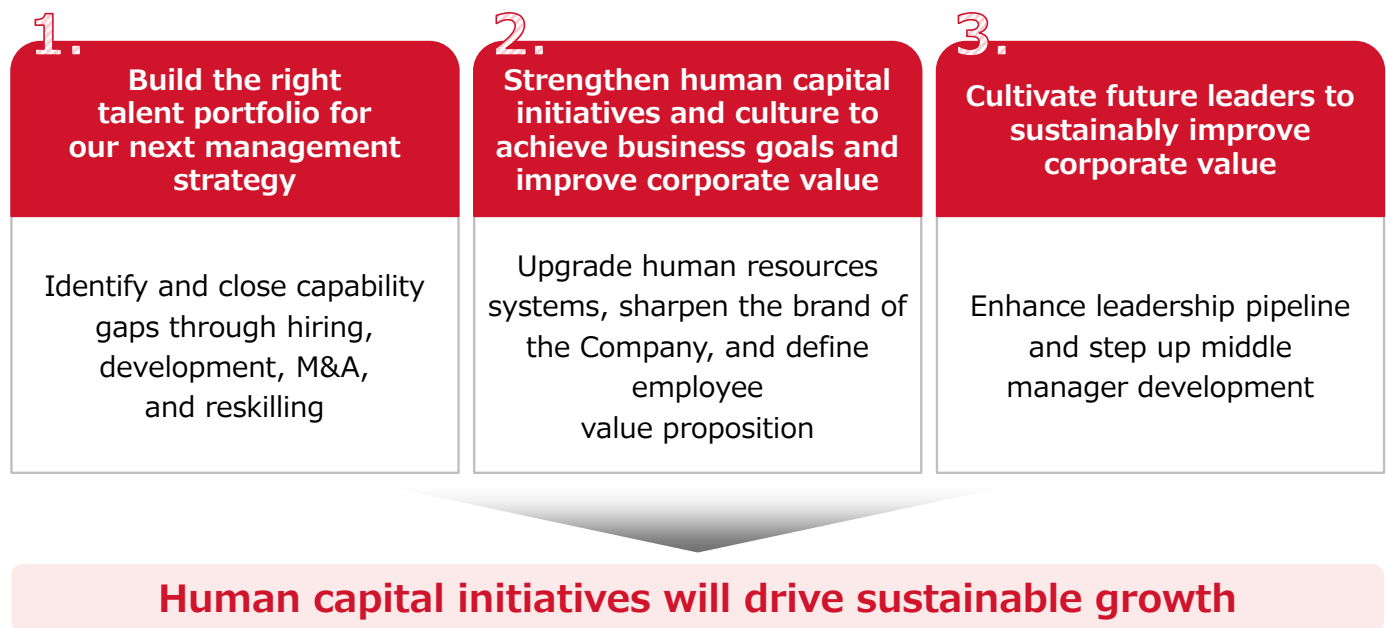 1.
Build the right
talent portfolio for
our next management
strategy
Identify and close capability
gaps through hiring,
development, M&A,
and reskilling
2.
Strengthen human capital
initiatives and culture to
achieve business goals and
improve corporate value
Upgrade human resources
systems, sharpen the brand of
the Company, and define
employee
value proposition
3.
Cultivate future leaders to
sustainably improve
corporate value
Enhance leadership pipeline
and step up middle
manager development
Human capital initiatives will drive sustainable growth